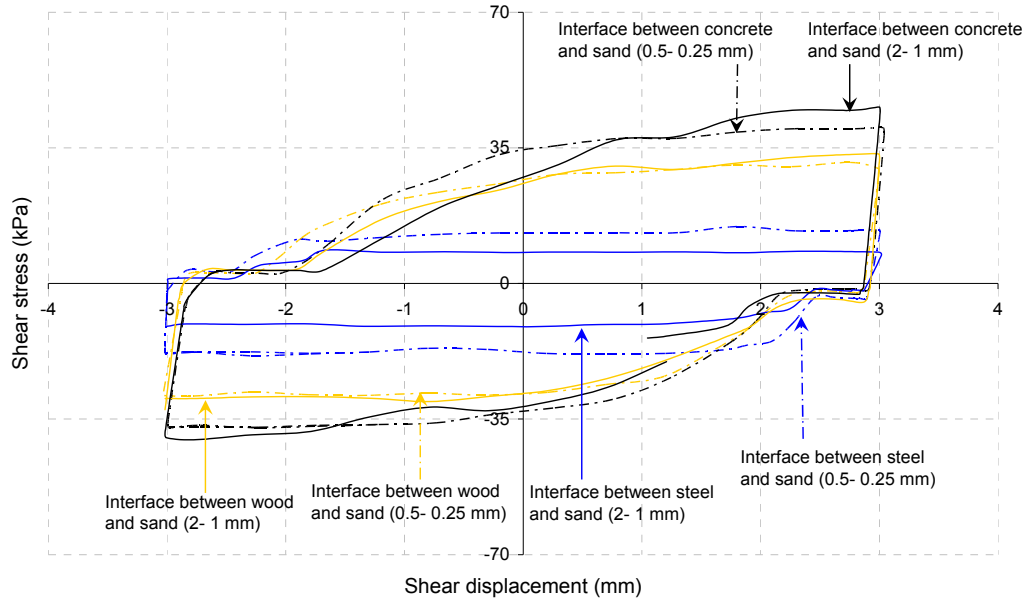 70
Interface between concrete
and sand (0.5- 0.25 mm)
Interface between concrete
and sand (2- 1 mm)
35
Shear stress (kPa)
0
-4
-3
-2
-1
0
1
2
3
4
-35
Interface between wood
and sand (2- 1 mm)
Interface between wood
and sand (0.5- 0.25 mm)
Interface between steel
and sand (2- 1 mm)
Interface between steel
and sand (0.5- 0.25 mm)
-70
Shear displacement (mm)